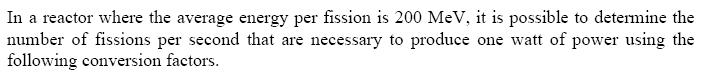 In a reactor where the average energy per fission is 200 MeV, it is possible to determine the
number of fissions per second that are necessary to produce one watt of power using the
following conversion factors.